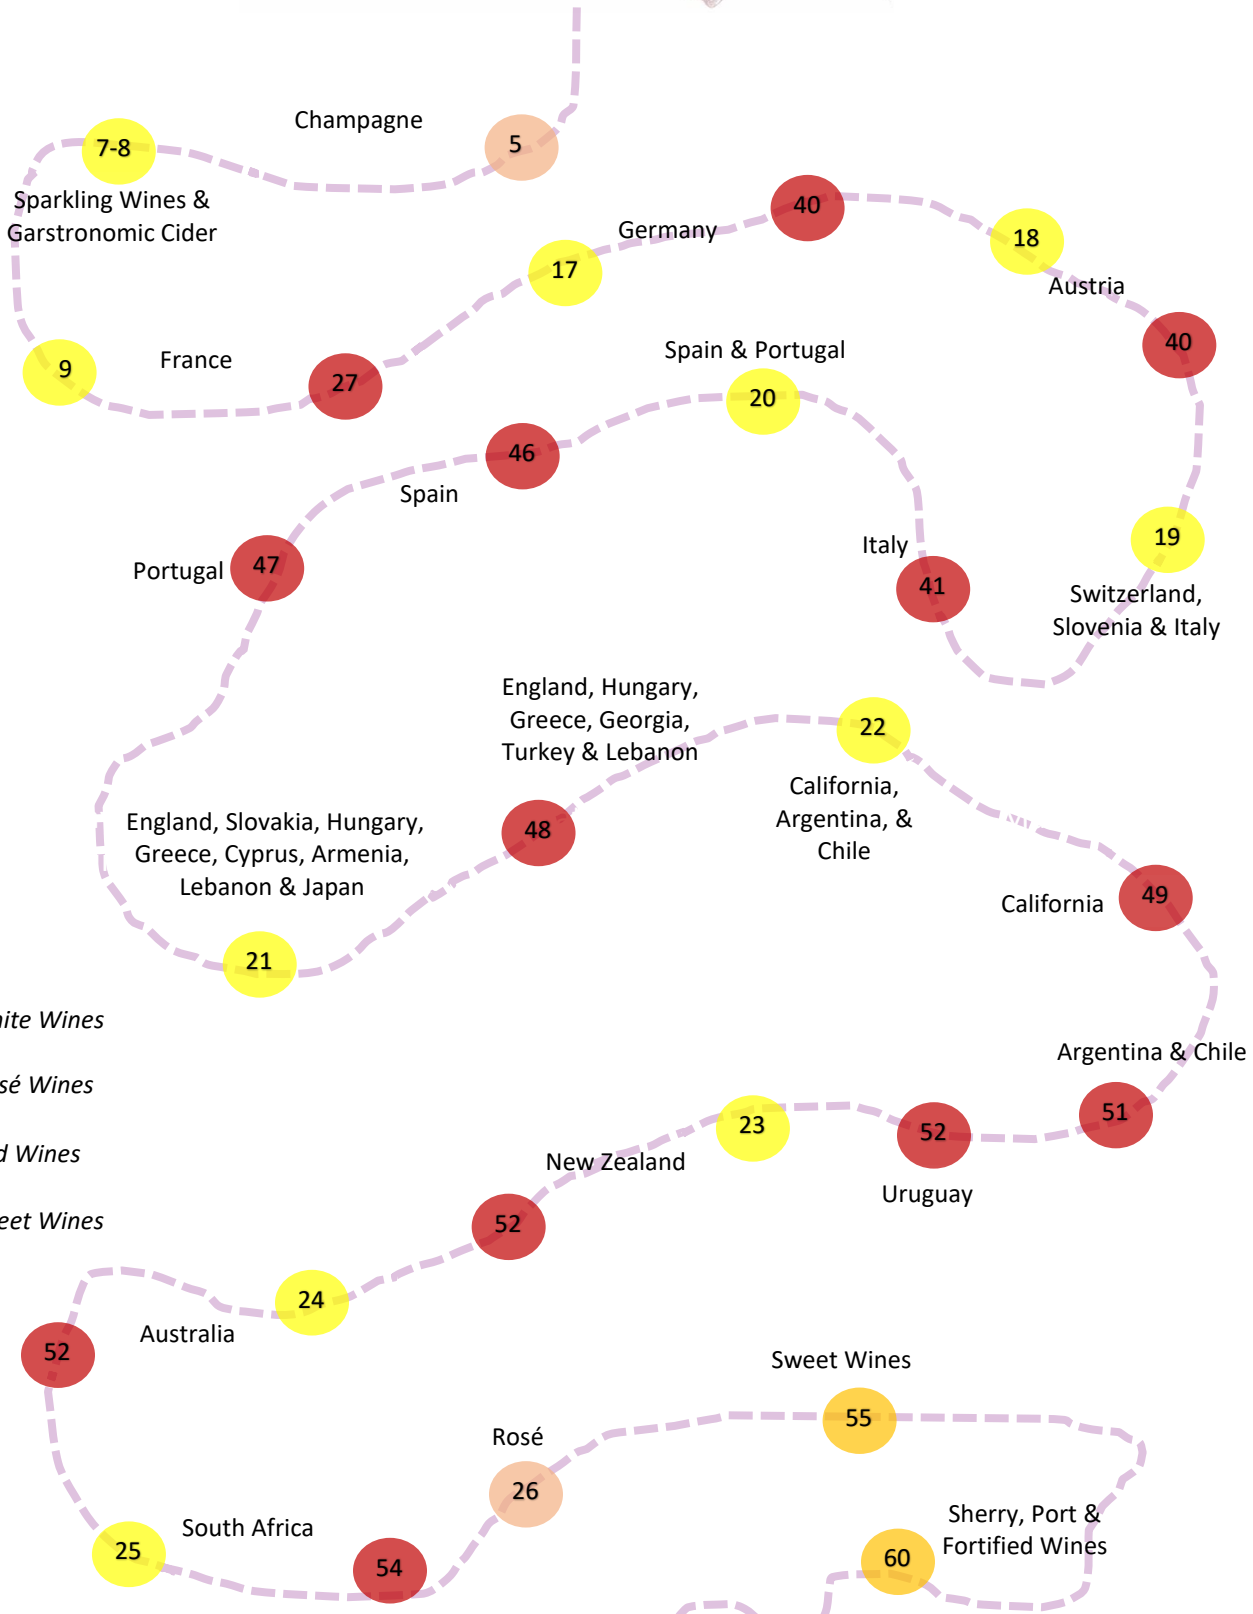 Champagne
5
7-8
Sparkling Wines &
Garstronomic Cider
9
France
27
17
Germany
40
18
Austria
40
19
Switzerland,
Slovenia & Italy
Italy
41
Spain & Portugal
20
46
Spain
Portugal
47
England, Slovakia, Hungary,
Greece, Cyprus, Armenia,
Lebanon & Japan
21
England, Hungary,
Greece, Georgia,
Turkey & Lebanon
48
22
California,
Argentina, &
Chile
California
49
Argentina & Chile
51
52
Uruguay
23
New Zealand
52
24
Australia
52
25
South Africa
54
Rosé
26
Sweet Wines
55
Sherry, Port &
Fortified Wines
60
Wines
Wines
Wines
Wines